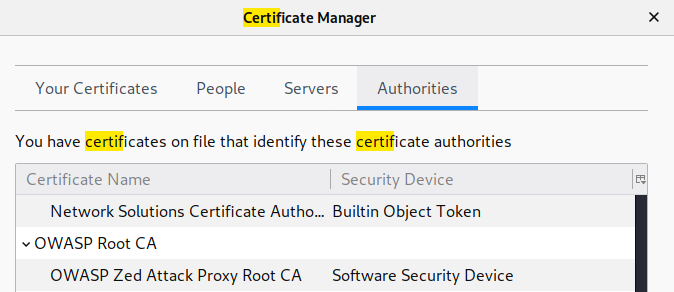 Certificate Manager
Your Certificates People Servers Authorities
You have certificates on file that identify these certificate authorities
Certificate Name Security Device
Network Solutions Certificate Autho... Builtin Object Token
OWASP Root CA
OWASP Zed Attack Proxy Root CA Software Security Device